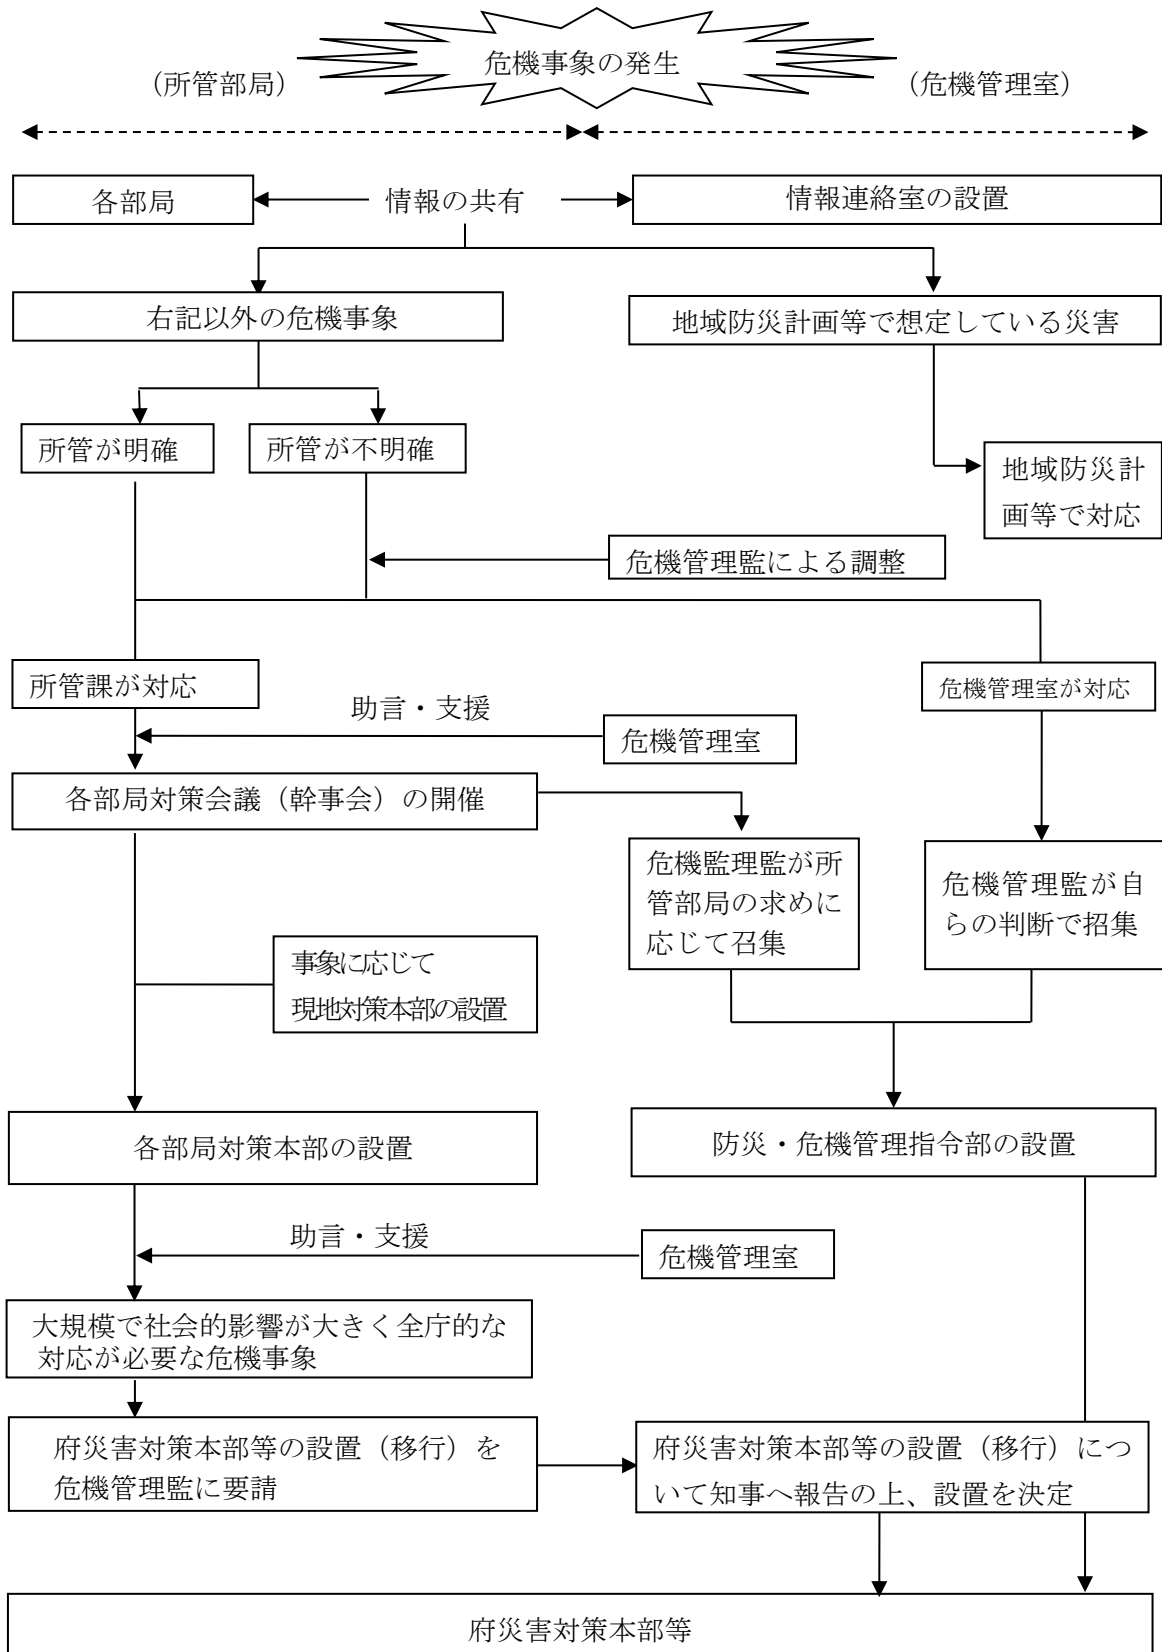 危機事象の発生
（所管部局）
（危機管理室）
各部局
情報の共有
情報連絡室の設置
右記以外の危機事象
地域防災計画等で想定している災害
所管が明確
所管が不明確
地域防災計
画等で対応
危機管理監による調整
所管課が対応
危機管理室が対応
助言・支援
危機管理室
各部局対策会議（幹事会）の開催
危機監理監が所
管部局の求めに
応じて召集
危機管理監が自
らの判断で招集
事象に応じて
現地対策本部の設置
各部局対策本部の設置
防災・危機管理指令部の設置
助言・支援
危機管理室
大規模で社会的影響が大きく全庁的な
対応が必要な危機事象
府災害対策本部等の設置（移行）を
危機管理監に要請
府災害対策本部等の設置（移行）につ
いて知事へ報告の上、設置を決定
府災害対策本部等